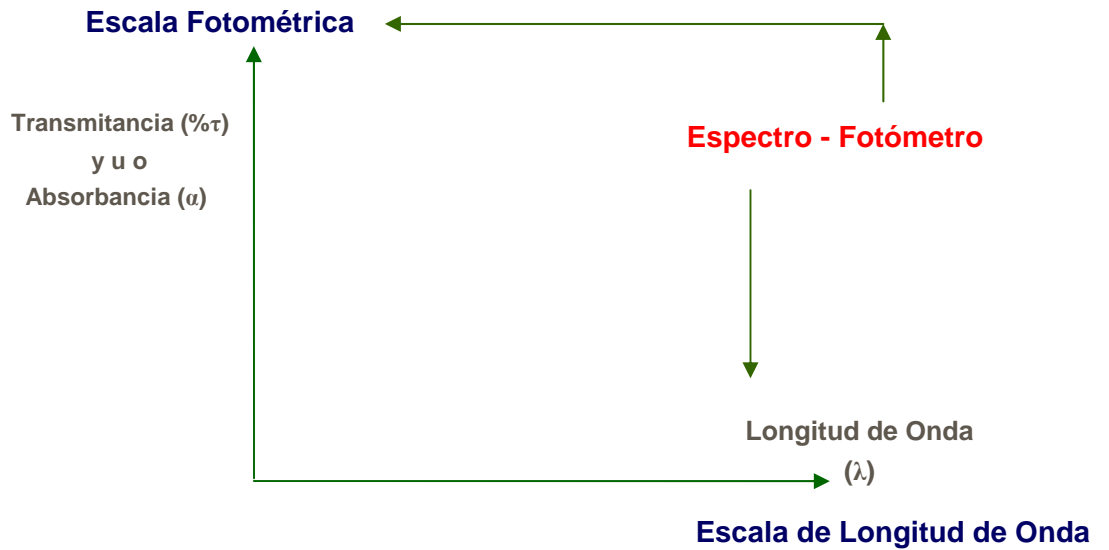 Escala Fotométrica
Transmitancia (%τ)
y u o
Absorbancia (α)
Espectro - Fotómetro
Longitud de Onda
(λ)
Escala de Longitud de Onda